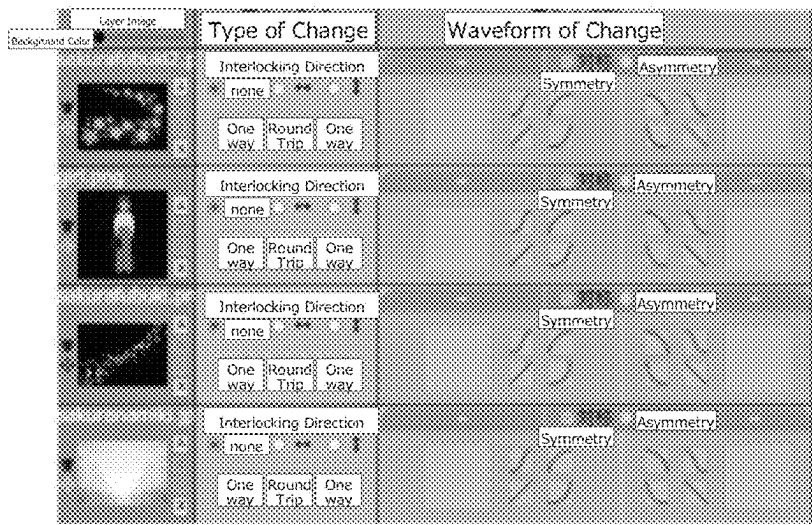 Layer Image
Background Color
Type of Change
Waveform of Change
Interlocking Direction
none
Symmetry
Asymmetry
One way
Round Trip
One way
Interlocking Direction
none
Symmetry
Asymmetry
One way
Round Trip
One way
Interlocking Direction
none
Symmetry
Asymmetry
One way
Round Trip
One way
Interlocking Direction
none
Symmetry
Asymmetry
One way
Round Trip
One way